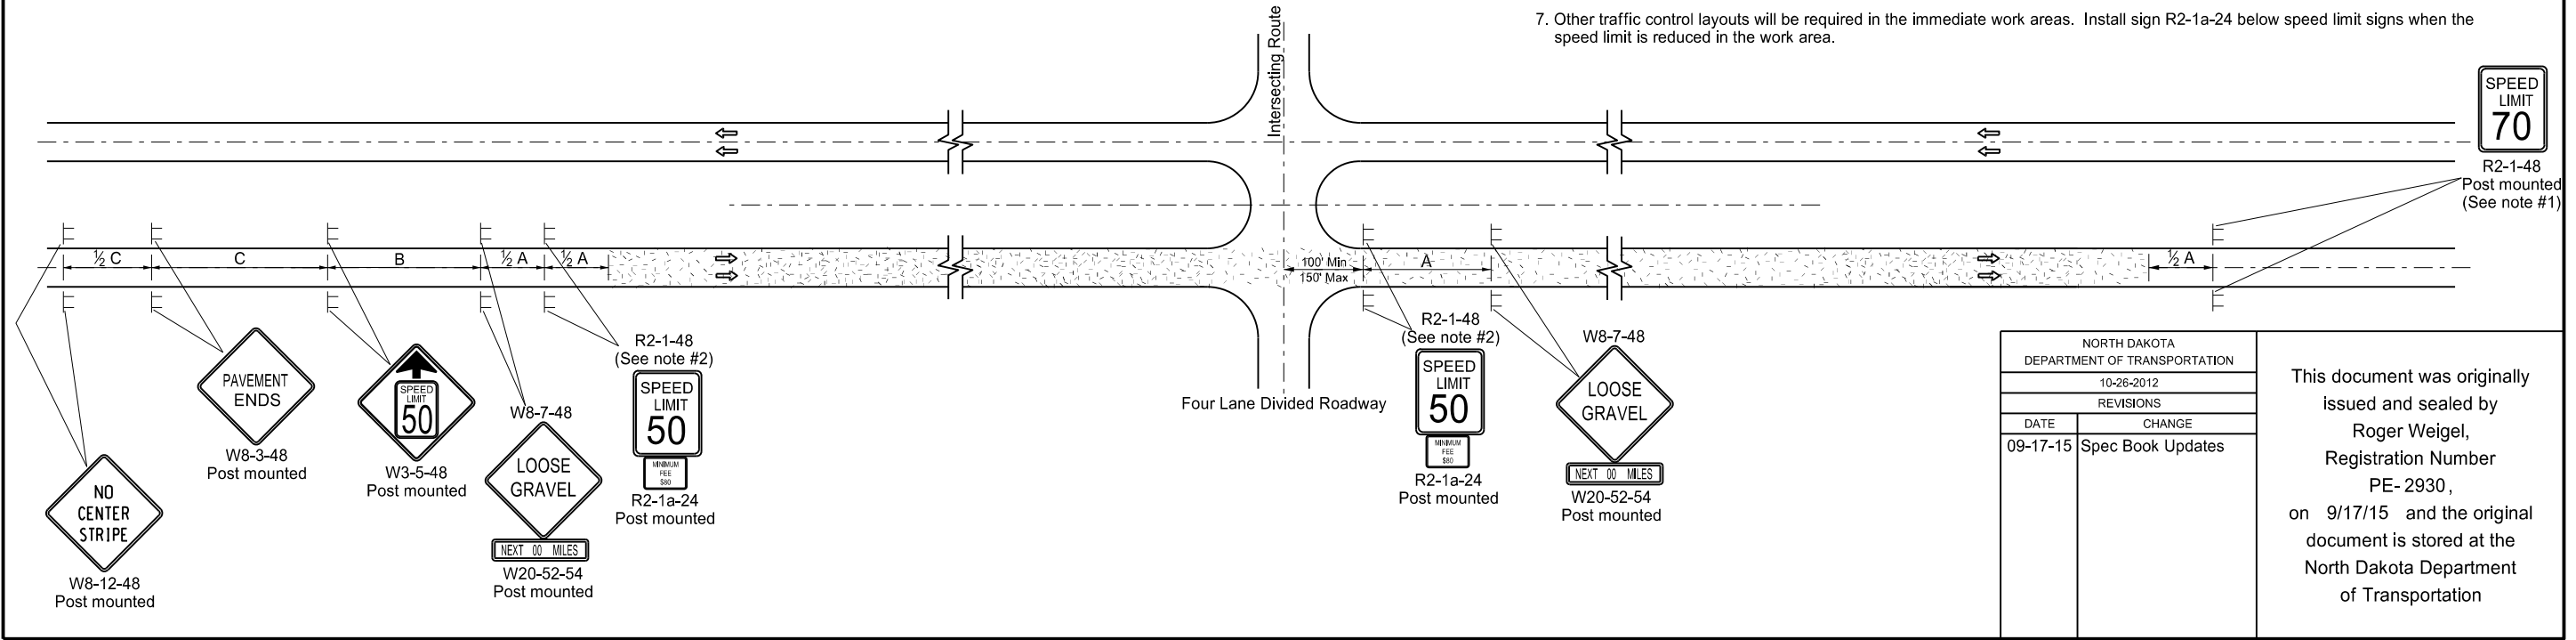 7. Other traffic control layouts will be required in the immediate work areas. Install sign R2-1a-24 below speed limit signs when the
speed limit is reduced in the work area.
Intersecting Route
SPEED
LIMIT
70
R2-1-48
Post mounted
(See note #1)
½ C
C
B
½ A
½ A
100' Min
150' Max
A
½ A
NO
CENTER
STRIPE
W8-12-48
Post mounted
PAVEMENT
ENDS
W8-3-48
Post mounted
SPEED
LIMIT
50
W3-5-48
Post mounted
W8-7-48
LOOSE
GRAVEL
NEXT 00 MILES
W20-52-54
Post mounted
R2-1-48
(See note #2)
SPEED
LIMIT
50
MINIMUM
FEE
$80
R2-1a-24
Post mounted
Four Lane Divided Roadway
R2-1-48
(See note #2)
SPEED
LIMIT
50
MINIMUM
FEE
$80
R2-1a-24
Post mounted
W8-7-48
LOOSE
GRAVEL
NEXT 00 MILES
W20-52-54
Post mounted
NORTH DAKOTA
DEPARTMENT OF TRANSPORTATION
10-26-2012
REVISIONS
DATE CHANGE
09-17-15 Spec Book Updates
This document was originally
issued and sealed by
Roger Weigel,
Registration Number
PE- 2930 ,
on 9/17/15 and the original
document is stored at the
North Dakota Department
of Transportation